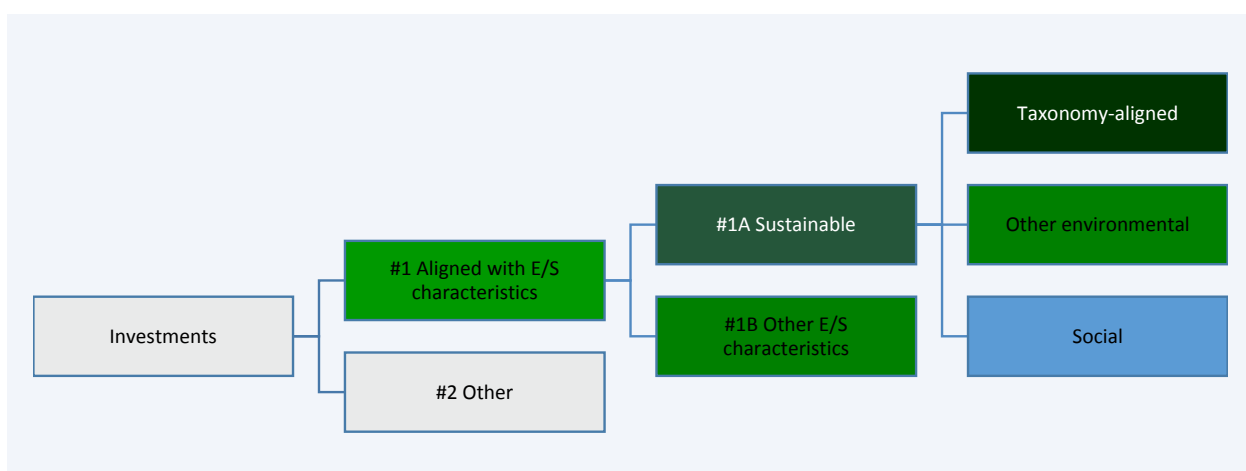 Investments
#1 Aligned with E/S
characteristics
#2 Other
#1A Sustainable
#1B Other E/S
characteristics
Taxonomy-aligned
Other environmental
Social